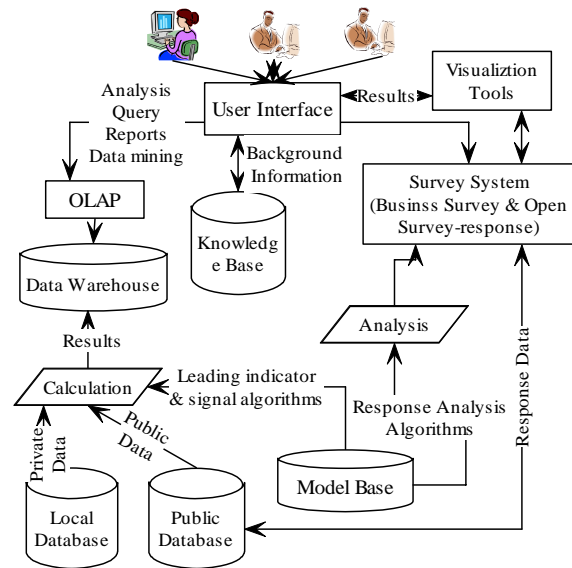 Visualiztion
Tools
Results
User Interface
Analysis
Query
Reports
Data mining
Background
Information
Survey System
(Businss Survey & Open
Survey-response)
OLAP
Knowledg
e Base
Data Warehouse
Analysis
Results
Response Data
Calculation
Leading indicator
& signal algorithms
Response Analysis
Algorithms
Private
Data
Public
Data
Model Base
Local
Database
Public
Database